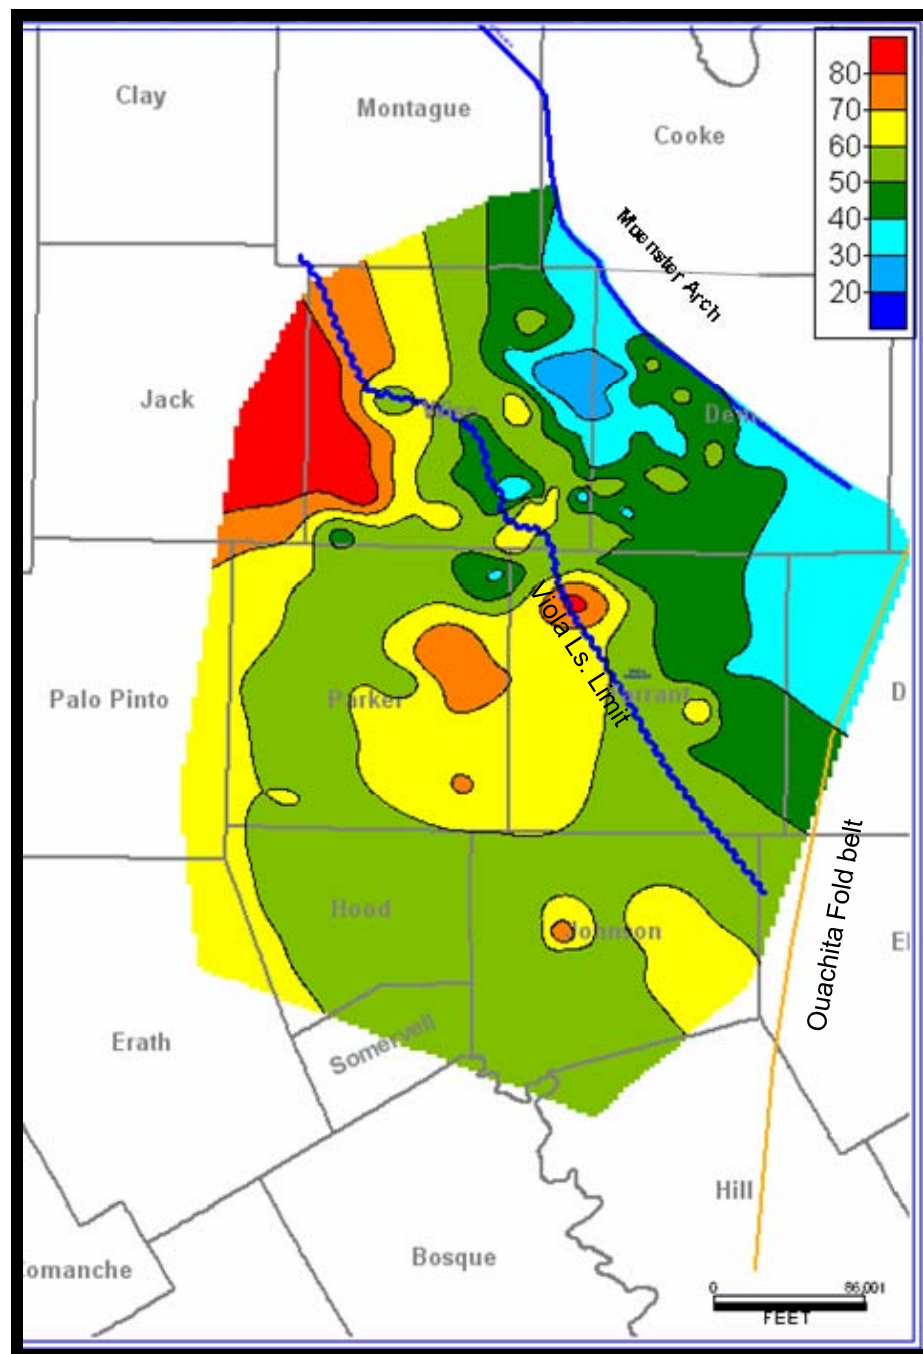 Clay
Montague
Cooke
80
70
60
50
40
30
20
Muenster Arch
Jack
Wise
Viola Ls. Limit
Palo Pinto
Parker
D
Hood
Johnson
El
Ouachita Fold belt
Erath
Somervell
Hill
Bosque
omanche
0
86,001
FEET